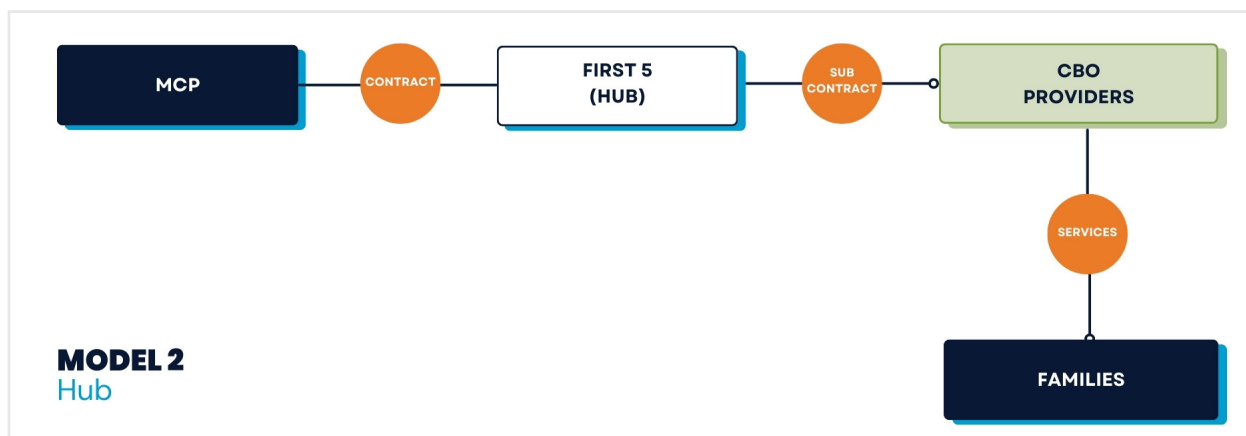 MCP
CONTRACT
FIRST 5
(HUB)
SUB
CONTRACT
CBO
PROVIDERS
SERVICES
FAMILIES
MODEL 2
Hub